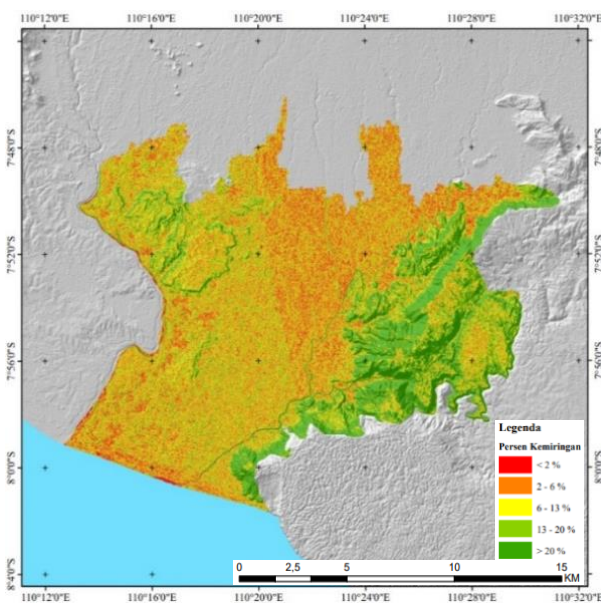 110°12'0"E 110°16'0"E 110°20'0"E 110°24'0"E 110°28'0"E 110°32'0"E
7°48'0"S 7°48'0"S
7°52'0"S 7°52'0"S
7°56'0"S 7°56'0"S
8°0'0"S 8°0'0"S
8°4'0"S 8°4'0"S
Legenda
Persen Kemiringan
< 2 %
2 - 6 %
6 - 13 %
13 - 20 %
> 20 %
0 2,5 5 10 15
KM
110°12'0"E 110°16'0"E 110°20'0"E 110°24'0"E 110°28'0"E 110°32'0"E